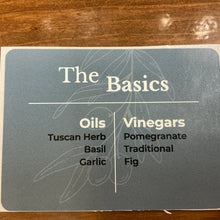 The Basics
Oils
Tuscan Herb
Basil
Garlic
Vinegars
Pomegranate
Traditional
Fig